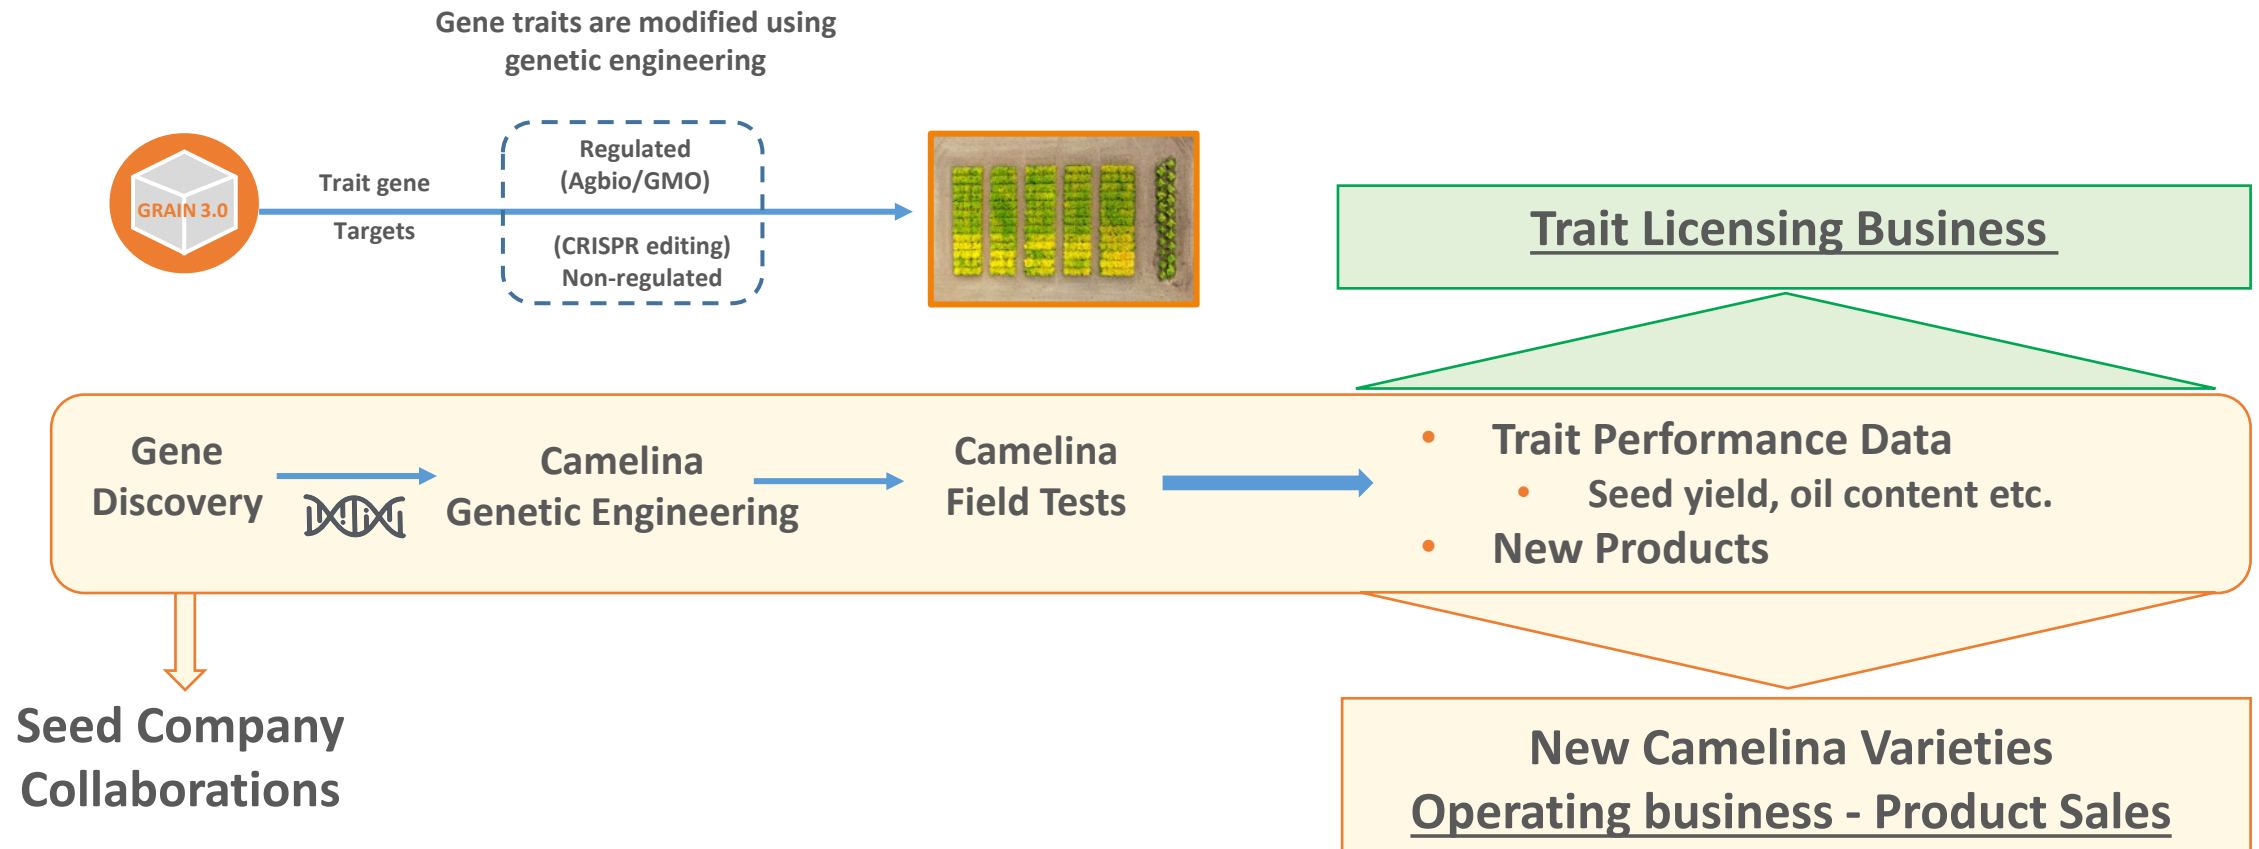 Gene traits are modified using
genetic engineering
GRAIN 3.0
Trait gene
Targets
Regulated
(Agbio/GMO)
(CRISPR editing)
Non-regulated
Trait Licensing Business
Gene
Discovery
Camelina
Genetic Engineering
Camelina
Field Tests
• Trait Performance Data
• Seed yield, oil content etc.
• New Products
Seed Company
Collaborations
New Camelina Varieties
Operating business - Product Sales